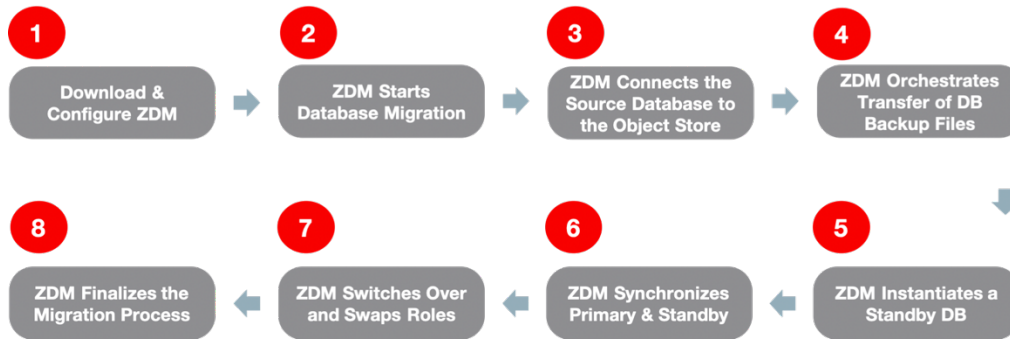 1
Download &
Configure ZDM
2
ZDM Starts
Database Migration
3
ZDM Connects the
Source Database to
the Object Store
4
ZDM Orchestrates
Transfer of DB
Backup Files
5
ZDM Instantiates a
Standby DB
6
ZDM Synchronizes
Primary & Standby
7
ZDM Switches Over
and Swaps Roles
8
ZDM Finalizes the
Migration Process